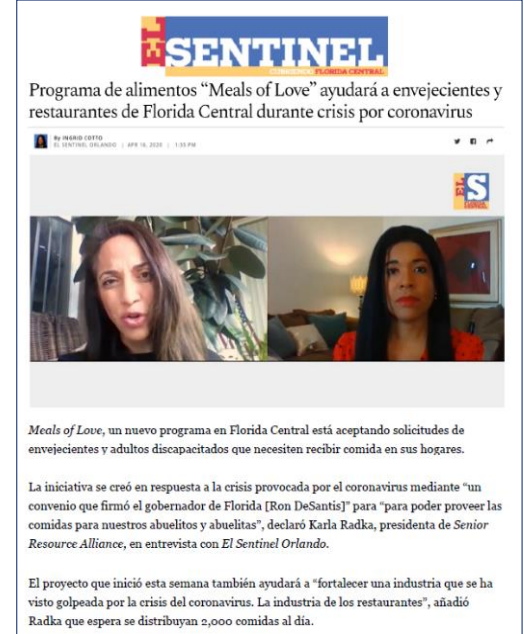 EL SENTINEL
CUBRIENDO FLORIDA CENTRAL
Programa de alimentos “Meals of Love” ayudará a envejecientes y
restaurantes de Florida Central durante crisis por coronavirus
By INGRID COTTO
EL SENTINEL ORLANDO | APR 16, 2020 | 1:35 PM
EL S
Meals of Love, un nuevo programa en Florida Central está aceptando solicitudes de
envejecientes y adultos discapacitados que necesiten recibir comida en sus hogares.
La iniciativa se creó en respuesta a la crisis provocada por el coronavirus mediante “un
convenio que firmó el gobernador de Florida [Ron DeSantis]” para “para poder proveer las
comidas para nuestros abuelitos y abuelitas”, declaró Karla Radka, presidenta de Senior
Resource Alliance, en entrevista con El Sentinel Orlando.
El proyecto que inició esta semana también ayudará a “fortalecer una industria que se ha
visto golpeada por la crisis del coronavirus. La industria de los restaurantes”, añadió
Radka que espera se distribuyan 2,000 comidas al día.